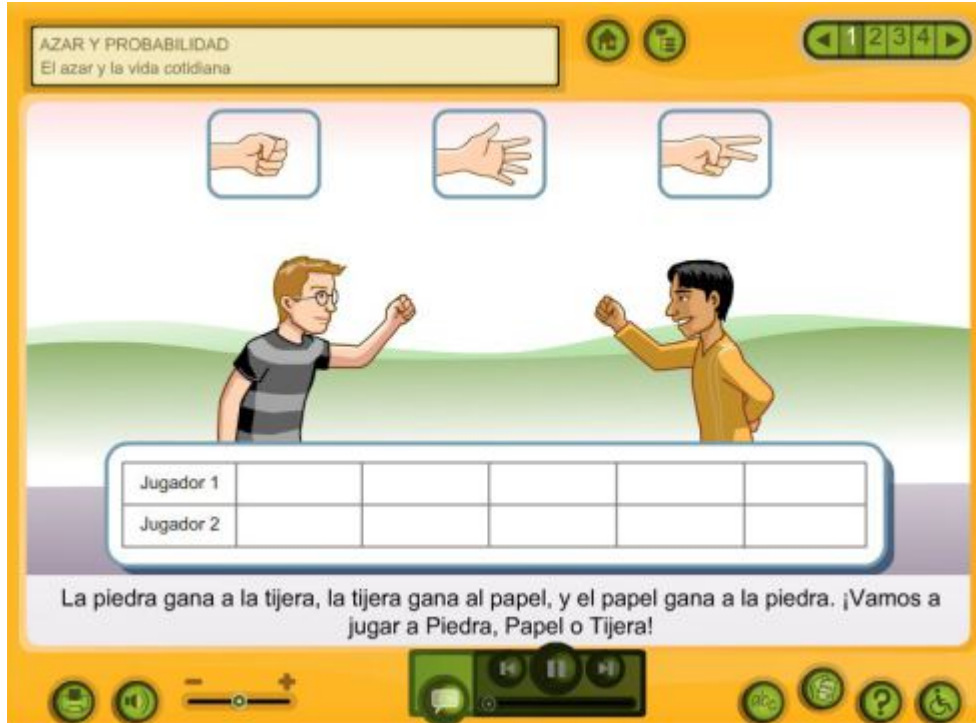 AZAR Y PROBABILIDAD
El azar y la vida cotidiana
1 2 3 4
Jugador 1
Jugador 2
La piedra gana a la tijera, la tijera gana al papel, y el papel gana a la piedra. ¡Vamos a
jugar a Piedra, Papel o Tijera!
abc ?